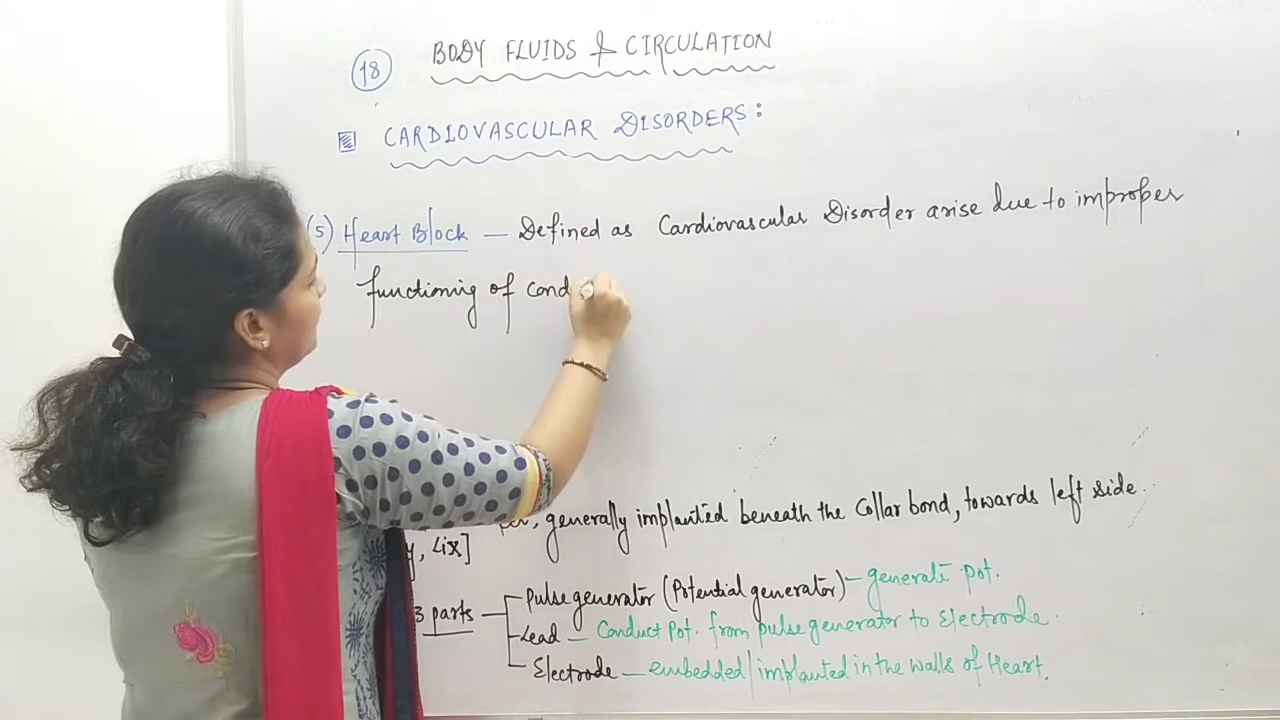 18 BODY FLUIDS & CIRCULATION
CARDIOVASCULAR DISORDERS:
(5) Heart Block — Defined as Cardiovascular Disorder arise due to improper
functioning of cond
, generally implanted beneath the Collar bond, towards left side.
, Lix]
3 parts — Pulse generator (Potential generator) – generate pot.
Lead – Conduct Pot. from pulse generator to Electrode.
Electrode — embedded/implanted in the walls of Heart.